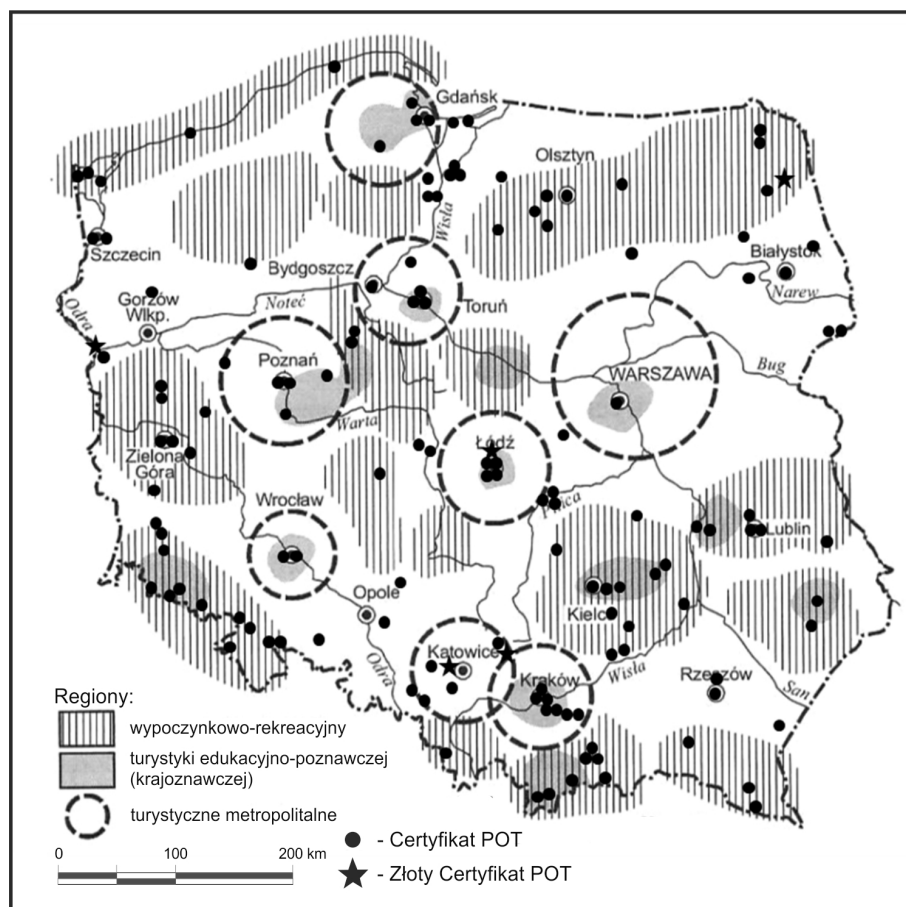 Gdańsk
Olsztyn
Wisła
Szczecin
Białystok
Bydgoszcz
Narew
Odra
Gorzów
Wlkp.
Noteć
Toruń
Poznań
WARSZAWA
Bug
Warta
Łódź
Zielona
Góra
Wrocław
Pilica
Lublin
Opole
Kielc
Katowice
Odra
Kraków
Wisła
Rzeszów
San
Regiony:
wypoczynkowo-rekreacyjny
turystyki edukacyjno-poznawczej
(krajoznawczej)
turystyczne metropolitalne
0 100 200 km
- Certyfikat POT
- Złoty Certyfikat POT